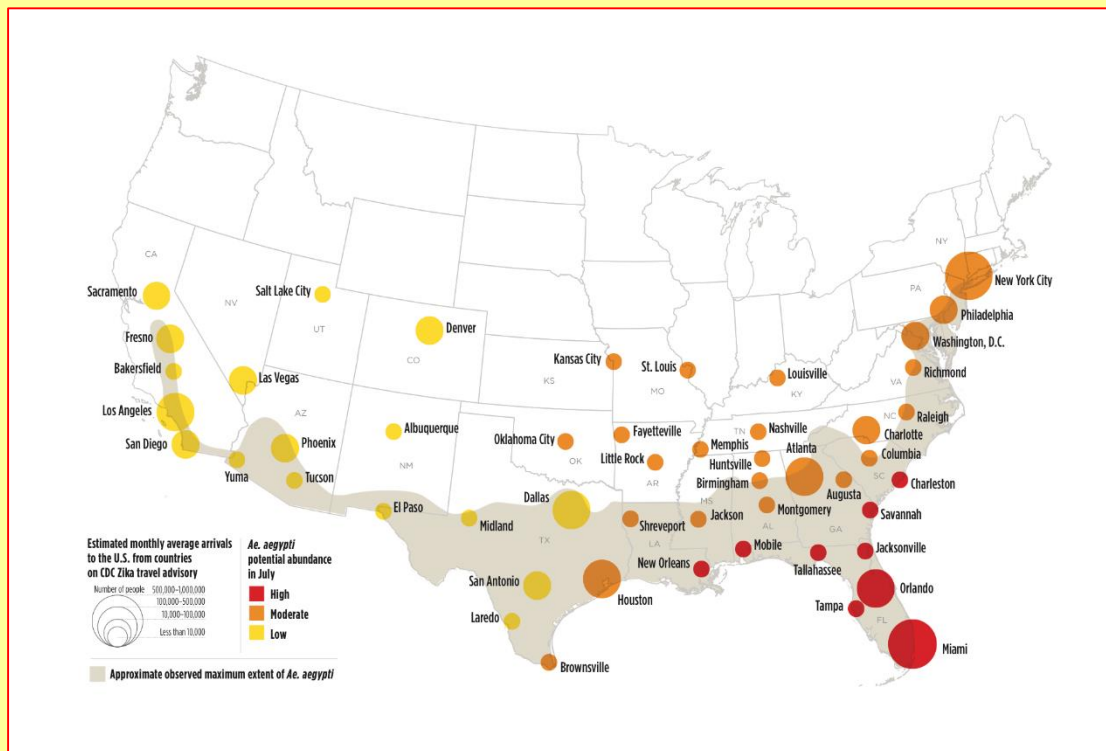 NY
CA
PA
New York City
Sacramento
Salt Lake City
NV
UT
Philadelphia
Denver
Fresno
Washington, D.C.
CO
Kansas City
St. Louis
Louisville
Bakersfield
Las Vegas
KS
MO
KY
VA
Richmond
Los Angeles
AZ
Albuquerque
NC
Raleigh
San Diego
Phoenix
Oklahoma City
Fayetteville
TN
Nashville
Charlotte
NM
OK
Little Rock
AR
Memphis
Huntsville
Atlanta
Columbia
Yuma
Tucson
Birmingham
SC
Augusta
Charleston
Dallas
MS
El Paso
Midland
Shreveport
Jackson
Montgomery
Savannah
AL
GA
TX
LA
Mobile
Jacksonville
New Orleans
Tallahassee
San Antonio
Houston
Orlando
Laredo
Tampa
FL
Brownsville
Miami
Estimated monthly average arrivals
to the U.S. from countries
on CDC Zika travel advisory
Number of people
500,000–1,000,000
100,000–500,000
10,000–100,000
Less than 10,000
Ae. aegypti
potential abundance
in July
High
Moderate
Low
Approximate observed maximum extent of Ae. aegypti